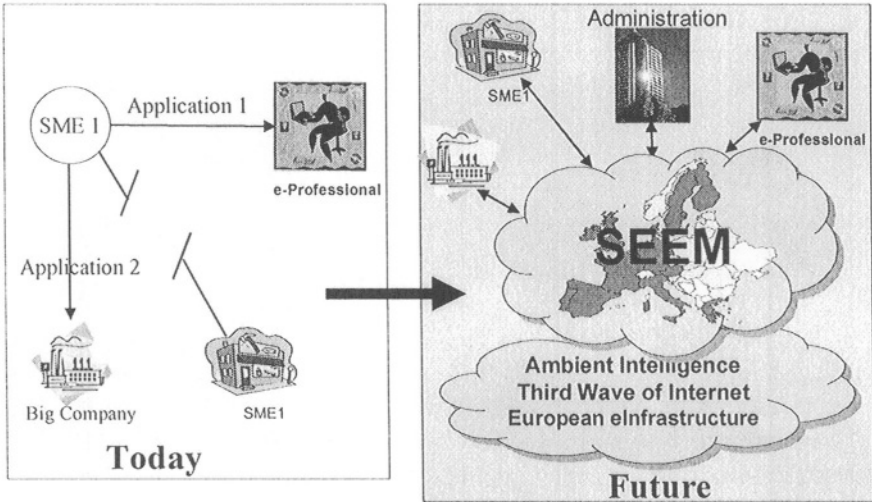 SME 1
Application 1
e-Professional
Application 2
Big Company
SME1
Today
Administration
SME1
e-Professional
SEEM
Ambient Intelligence
Third Wave of Internet
European eInfrastructure
Future